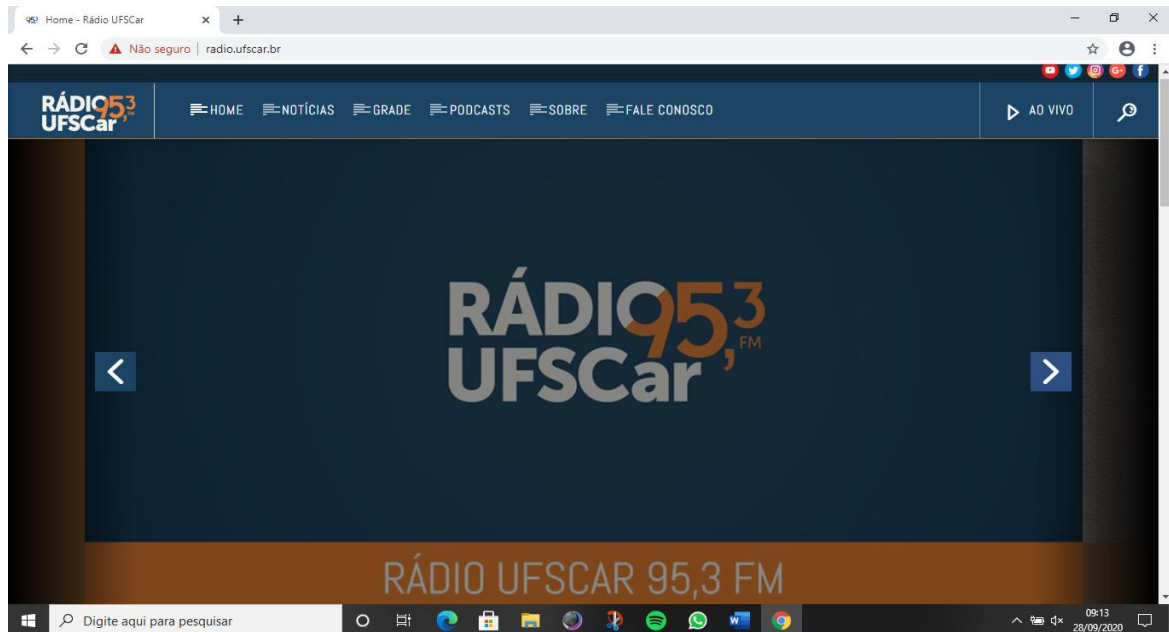 Home - Rádio UFSCar
Não seguro | radio.ufscar.br
RÁDIO 95,3 FM
UFSCar
HOME NOTÍCIAS GRADE PODCASTS SOBRE FALE CONOSCO AO VIVO
RÁDIO 95,3 FM
UFSCar
RÁDIO UFSCAR 95,3 FM
Digite aqui para pesquisar
09:13
28/09/2020